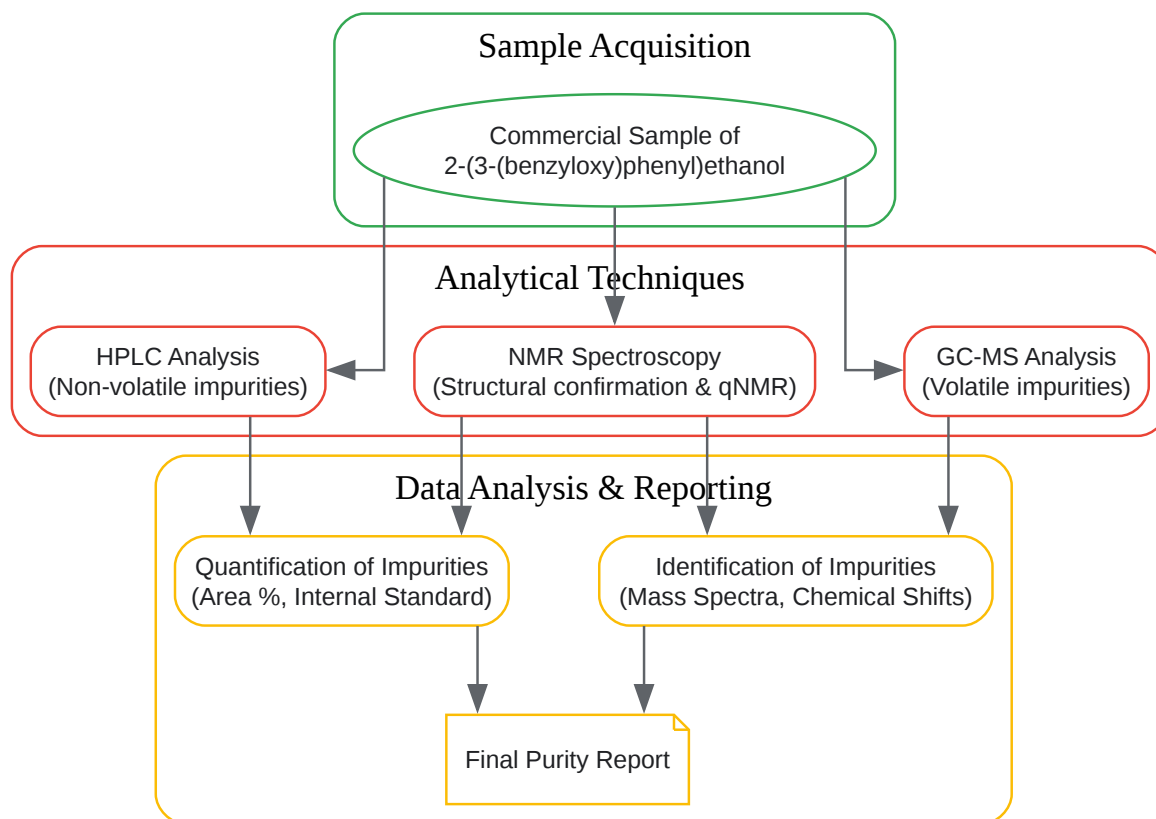 Sample Acquisition
Commercial Sample of
2-(3-(benzyloxy)phenyl)ethanol
Analytical Techniques
HPLC Analysis
(Non-volatile impurities)
NMR Spectroscopy
(Structural confirmation & qNMR)
GC-MS Analysis
(Volatile impurities)
Data Analysis & Reporting
Quantification of Impurities
(Area %, Internal Standard)
Identification of Impurities
(Mass Spectra, Chemical Shifts)
Final Purity Report